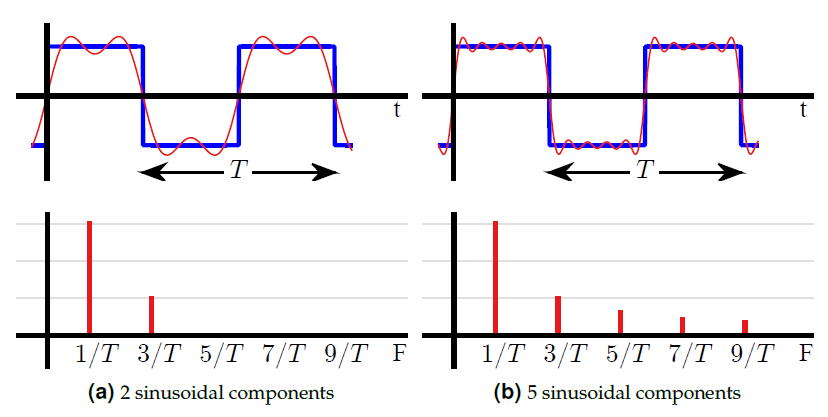 t
T
t
T
1/T 3/T 5/T 7/T 9/T F
1/T 3/T 5/T 7/T 9/T F
(a) 2 sinusoidal components
(b) 5 sinusoidal components